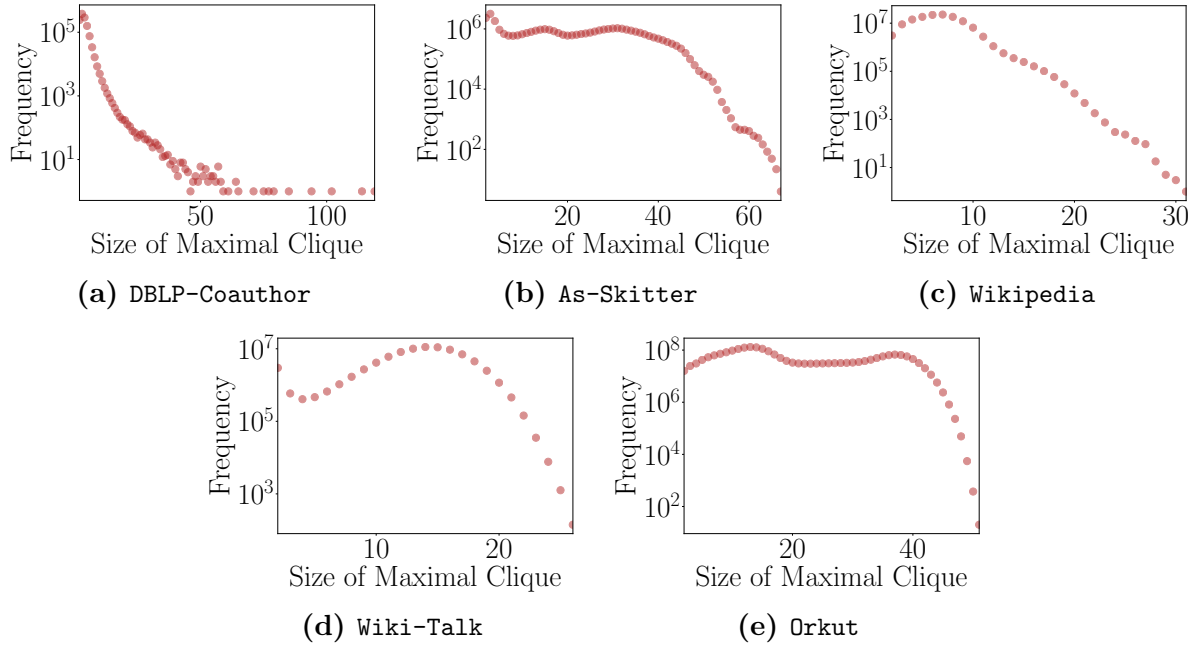 10^5
10^3
10^1
Frequency
50 100
Size of Maximal Clique
(a) DBLP-Coauthor
10^6
10^4
10^2
Frequency
20 40 60
Size of Maximal Clique
(b) As-Skitter
10^7
10^5
10^3
10^1
Frequency
10 20 30
Size of Maximal Clique
(c) Wikipedia
10^7
10^5
10^3
Frequency
10 20
Size of Maximal Clique
(d) Wiki-Talk
10^8
10^6
10^4
10^2
Frequency
20 40
Size of Maximal Clique
(e) Orkut